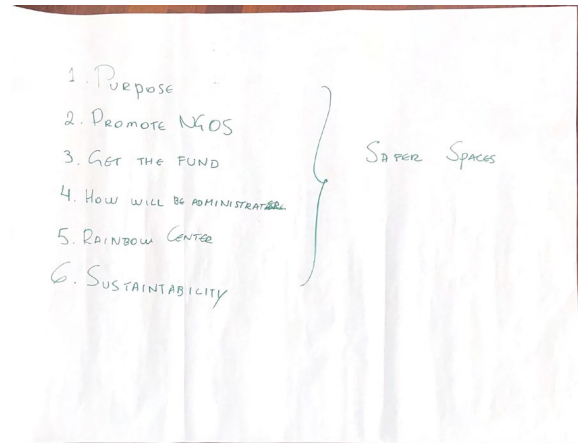 1. Purpose
2. Promote NGOS
3. Get the fund
4. How will be administrated
5. Rainbow Center
6. Sustaintability
Safer Spaces